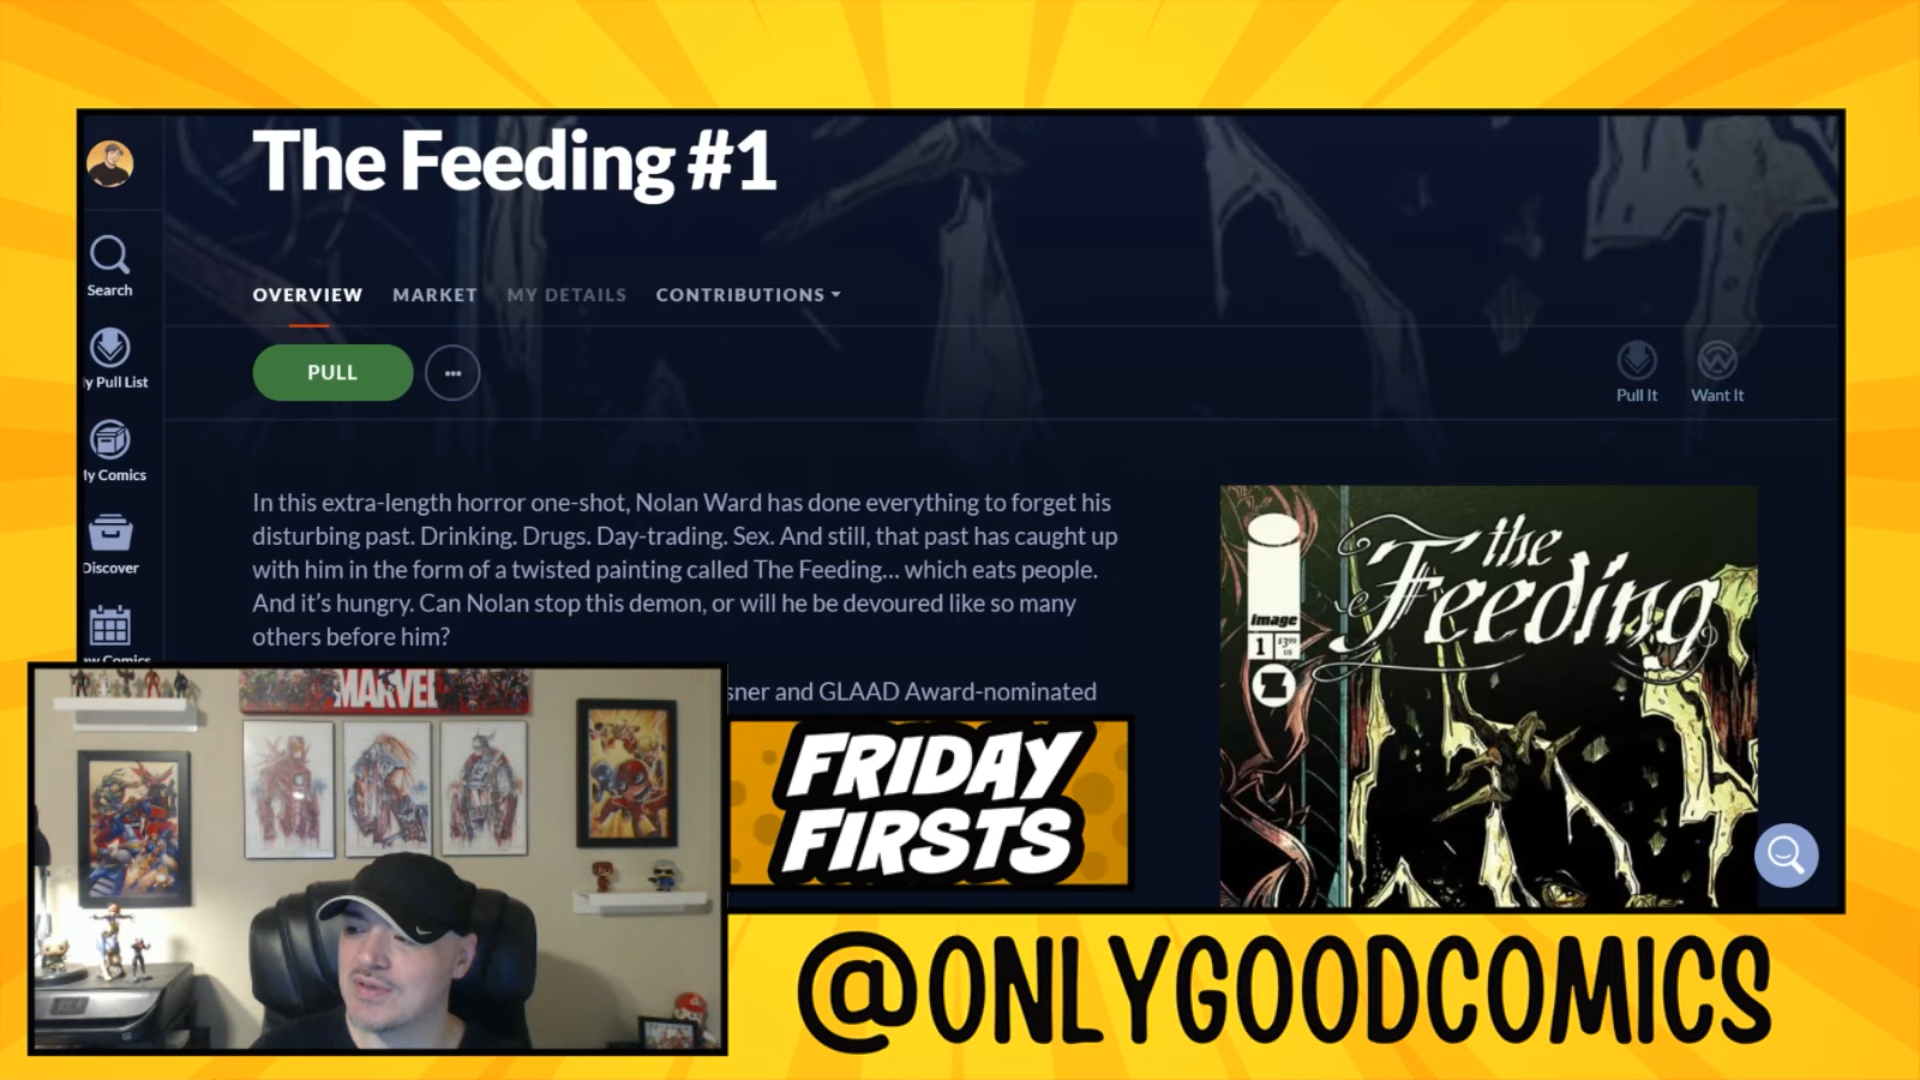 The Feeding #1
Search
OVERVIEW
MARKET
MY DETAILS
CONTRIBUTIONS
y Pull List
PULL
Pull It
Want It
My Comics
Discover
In this extra-length horror one-shot, Nolan Ward has done everything to forget his
disturbing past. Drinking. Drugs. Day-trading. Sex. And still, that past has caught up
with him in the form of a twisted painting called The Feeding... which eats people.
And it's hungry. Can Nolan stop this demon, or will he be devoured like so many
others before him?
sner and GLAAD Award-nominated
the
Feeding
image
1
$3.99
US
MARVEL
FRIDAY
FIRSTS
@ONLYGOODCOMICS